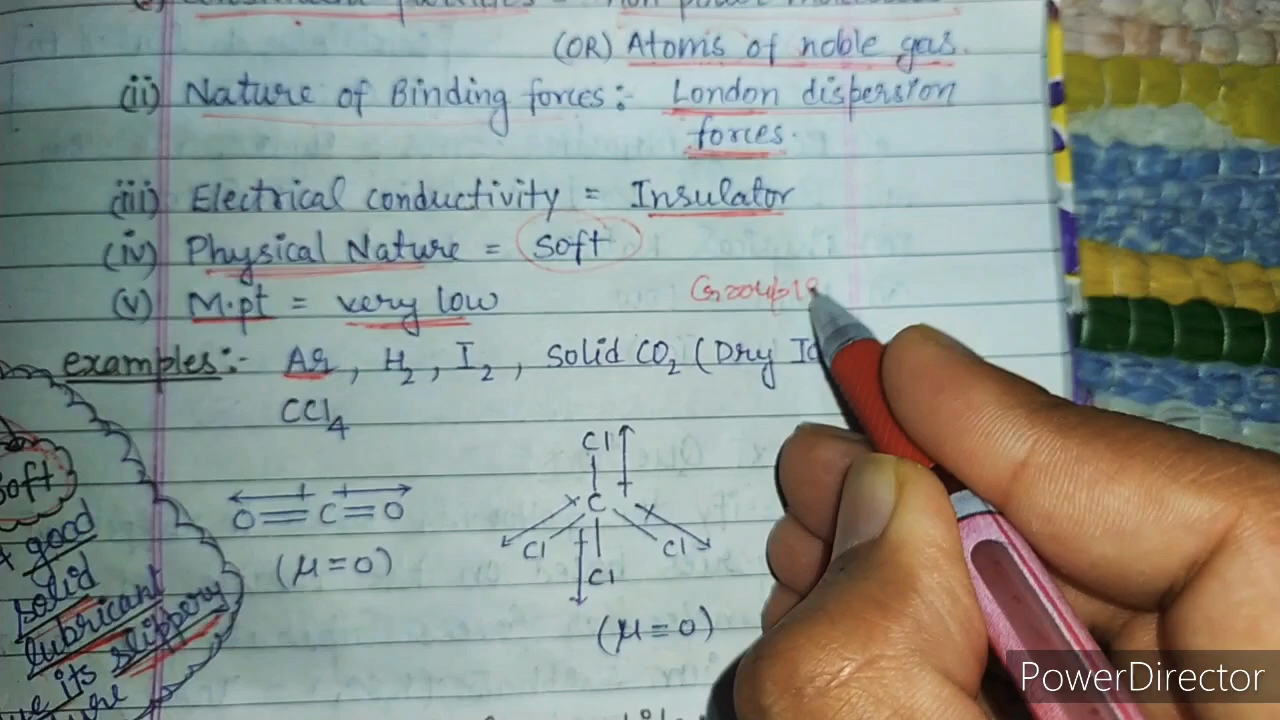 (OR) Atoms of noble gas.
(ii) Nature of Binding forces:- London dispersion
forces.
(iii) Electrical conductivity = Insulator
(iv) Physical Nature = soft
(v) M.pt = very low
Group 18
examples:- Ar, H2, I2, Solid CO2 (Dry Ic
CCl4
Cl
O=C=O
C
Cl Cl
Cl
(μ=0)
(μ=0)
soft
good
solid
lubricant
its slippery
PowerDirector